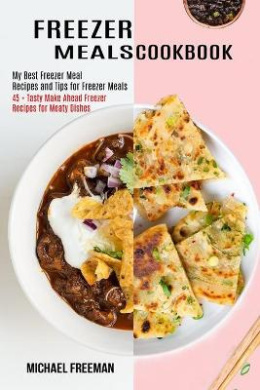 FREEZER
MEALSCOOKBOOK
My Best Freezer Meal
Recipes and Tips for Freezer Meals
45 + Tasty Make Ahead Freezer
Recipes for Meaty Dishes
MICHAEL FREEMAN